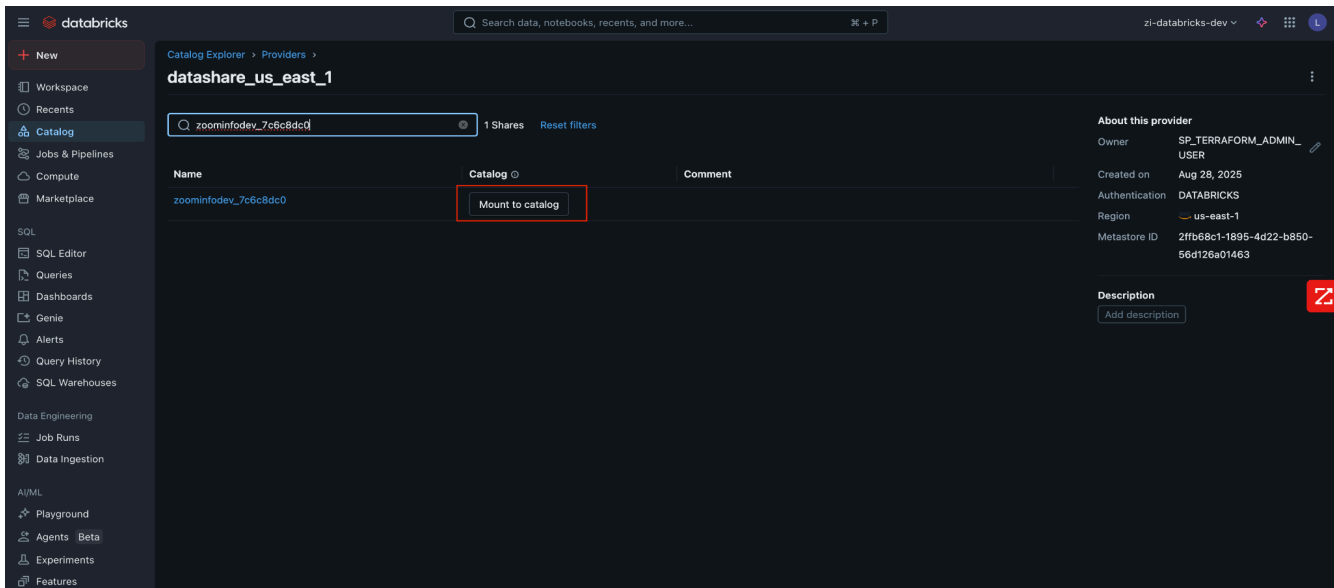 databricks
Search data, notebooks, recents, and more...
⌘ + P
zi-databricks-dev
L
New
Workspace
Recents
Catalog
Jobs & Pipelines
Compute
Marketplace
SQL
SQL Editor
Queries
Dashboards
Genie
Alerts
Query History
SQL Warehouses
Data Engineering
Job Runs
Data Ingestion
AI/ML
Playground
Agents Beta
Experiments
Features
Catalog Explorer > Providers >
datashare_us_east_1
zoominfodev_7c6c8dc0
1 Shares Reset filters
Name Catalog Comment
zoominfodev_7c6c8dc0 Mount to catalog
About this provider
Owner SP_TERRAFORM_ADMIN_
USER
Created on Aug 28, 2025
Authentication DATABRICKS
Region us-east-1
Metastore ID 2ffb68c1-1895-4d22-b850-
56d126a01463
Description
Add description